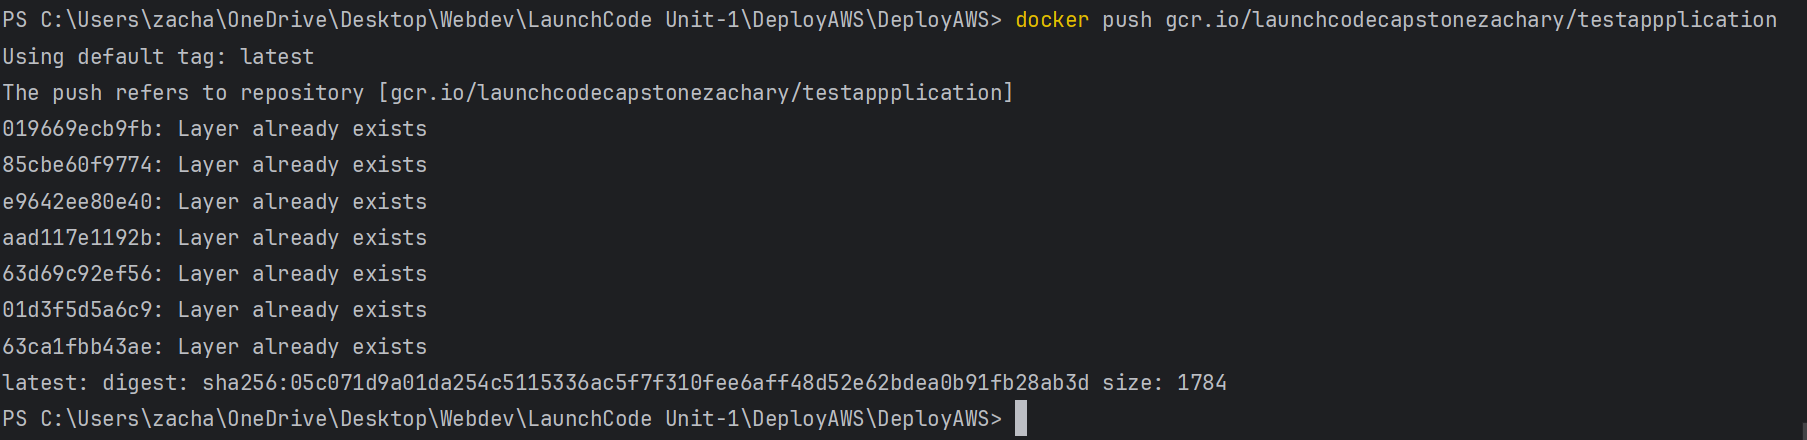 PS C:\Users\zacha\OneDrive\Desktop\Webdev\LaunchCode Unit-1\DeployAWS\DeployAWS> docker push gcr.io/launchcodecapstonezachary/testappplication
Using default tag: latest
The push refers to repository [gcr.io/launchcodecapstonezachary/testappplication]
019669ecb9fb: Layer already exists
85cbe60f9774: Layer already exists
e9642ee80e40: Layer already exists
aad117e1192b: Layer already exists
63d69c92ef56: Layer already exists
01d3f5d5a6c9: Layer already exists
63ca1fbb43ae: Layer already exists
latest: digest: sha256:05c071d9a01da254c5115336ac5f7f310fee6aff48d52e62bdea0b91fb28ab3d size: 1784
PS C:\Users\zacha\OneDrive\Desktop\Webdev\LaunchCode Unit-1\DeployAWS\DeployAWS>